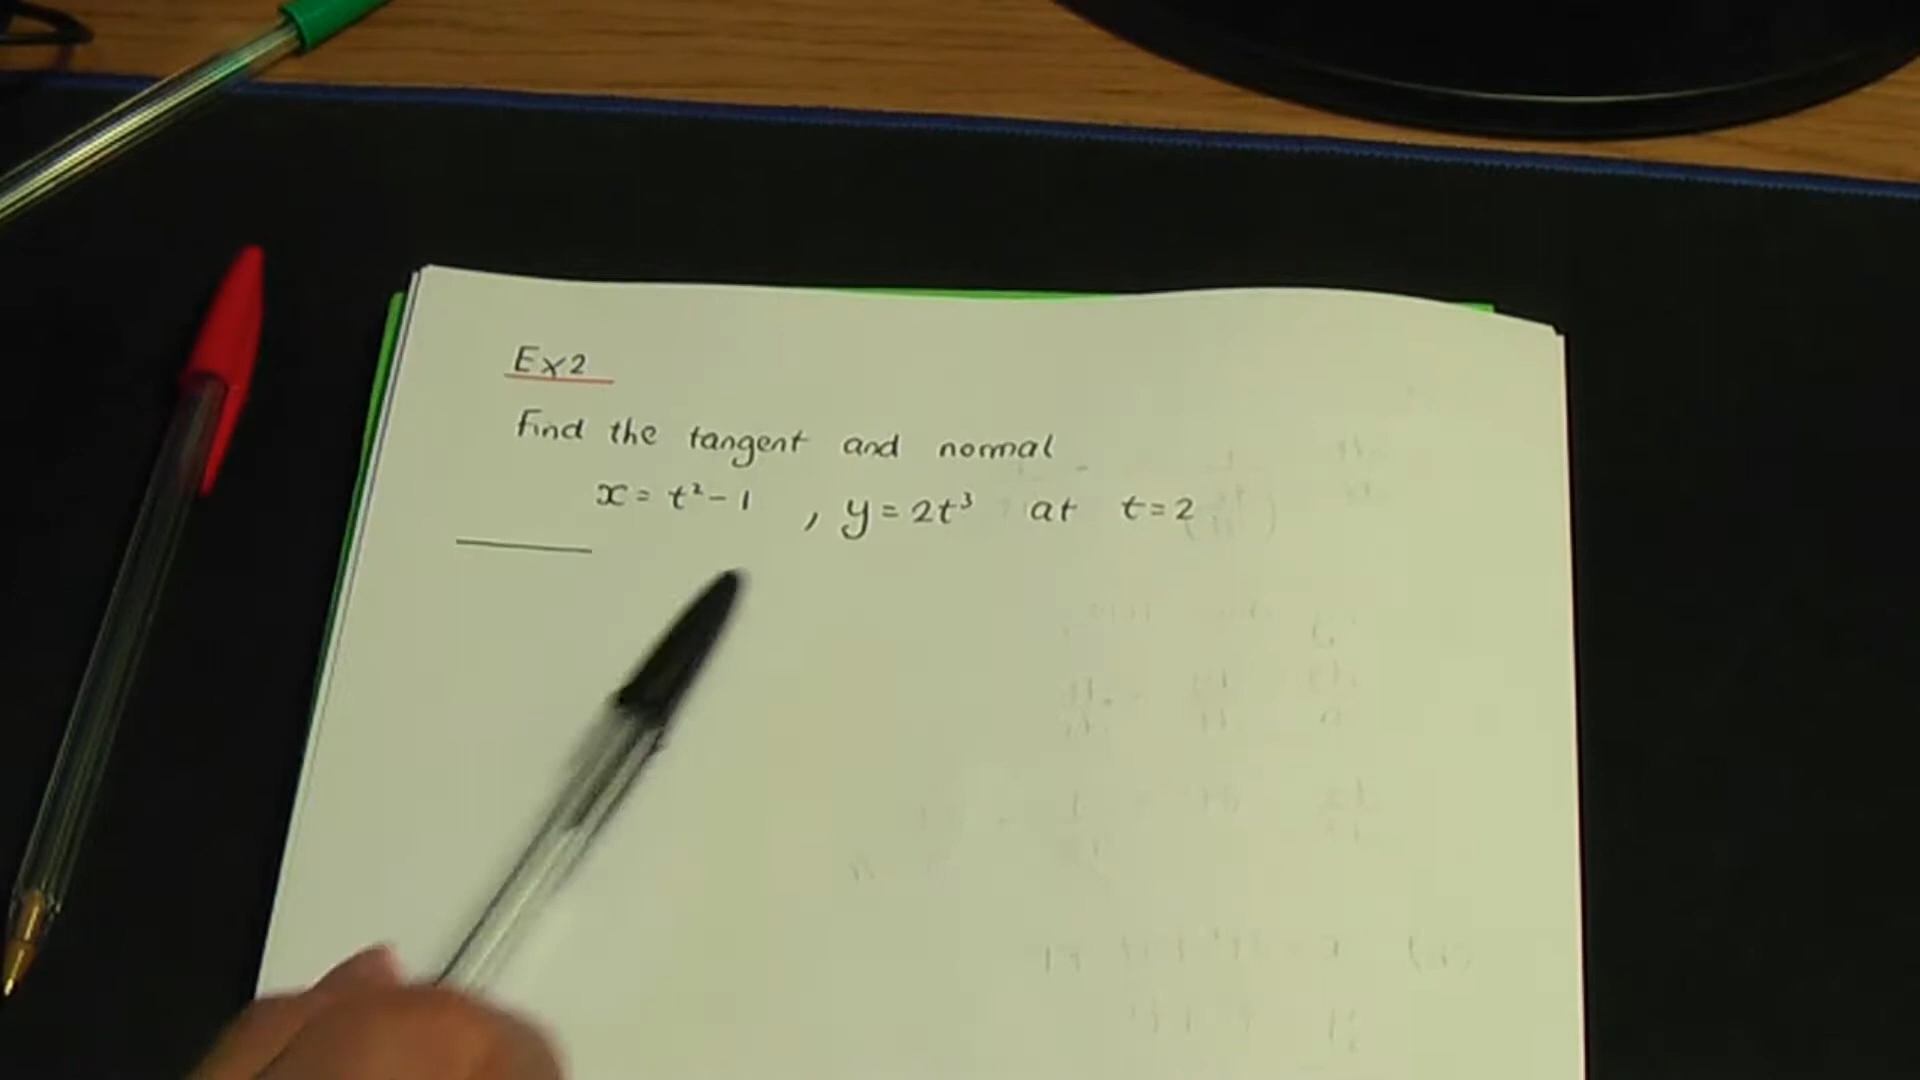 Ex2
Find the tangent and normal
x = t² - 1 , y = 2t³ at t = 2